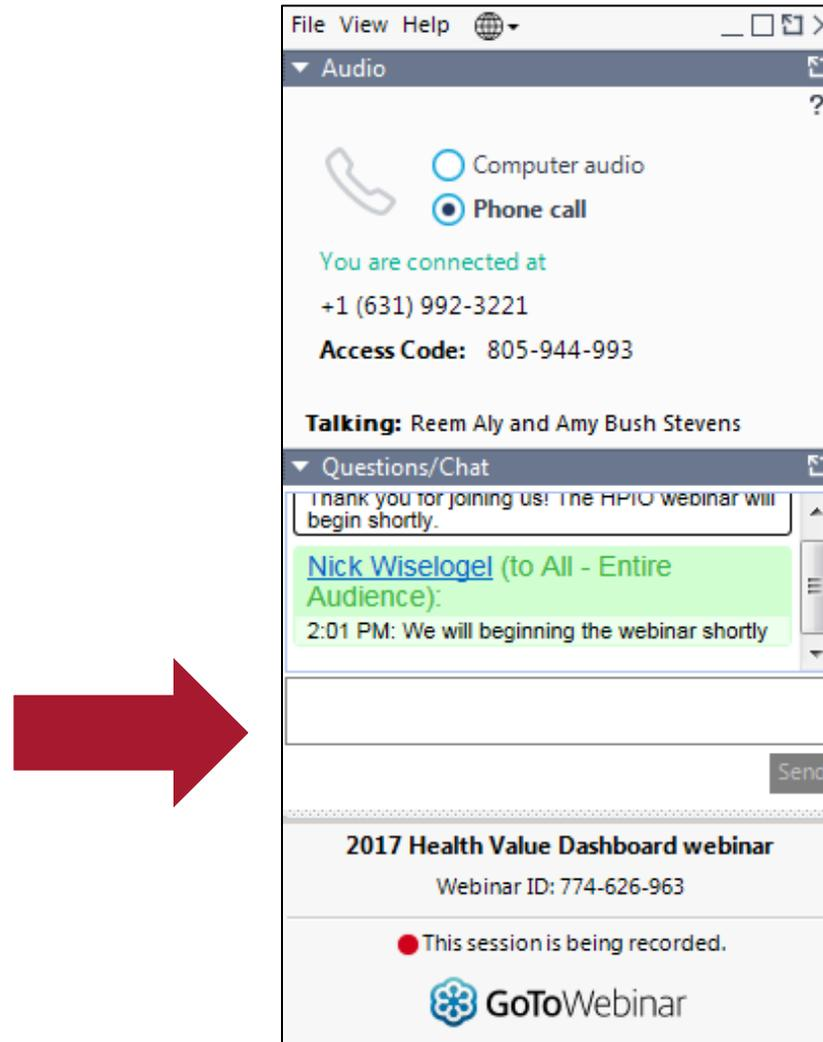 File View Help
Audio
?
Computer audio
Phone call
You are connected at
+1 (631) 992-3221
Access Code: 805-944-993
Talking: Reem Aly and Amy Bush Stevens
Questions/Chat
Thank you for joining us! The HPIO webinar will
begin shortly.
Nick Wiselogel (to All - Entire
Audience):
2:01 PM: We will beginning the webinar shortly
Send
2017 Health Value Dashboard webinar
Webinar ID: 774-626-963
This session is being recorded.
GoToWebinar